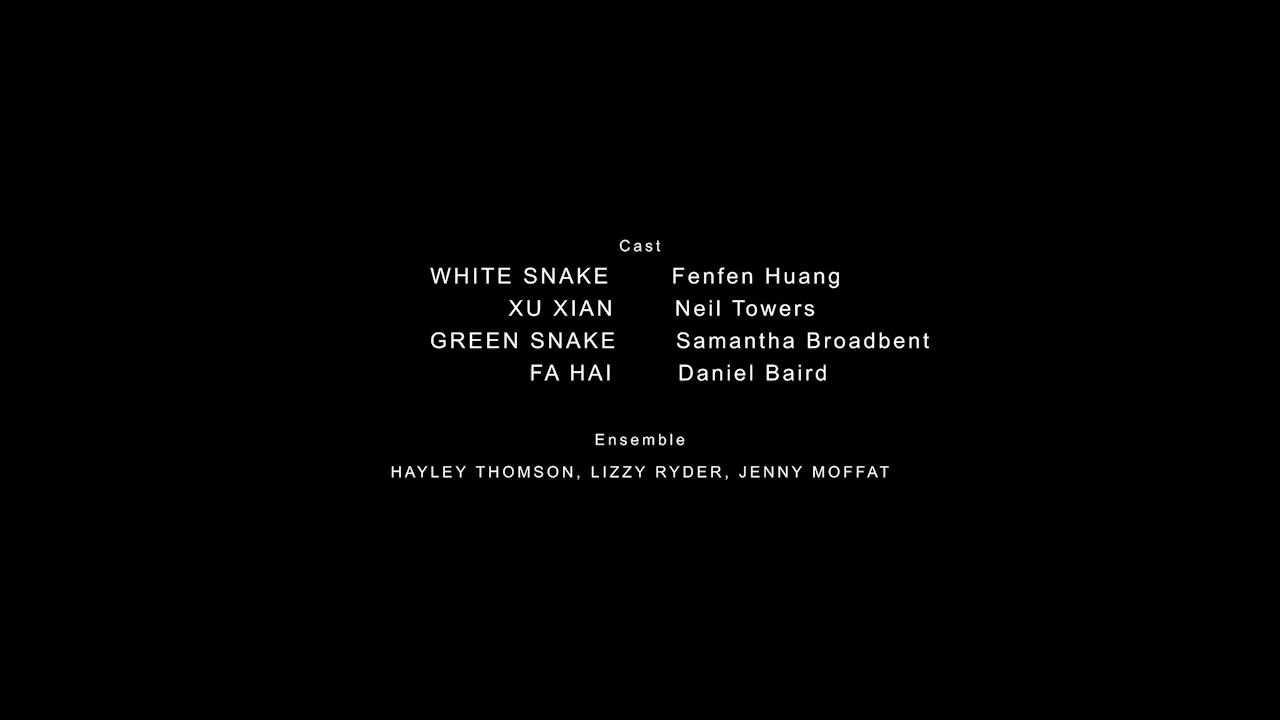 Cast
WHITE SNAKE Fenfen Huang
XU XIAN Neil Towers
GREEN SNAKE Samantha Broadbent
FA HAI Daniel Baird
Ensemble
HAYLEY THOMSON, LIZZY RYDER, JENNY MOFFAT